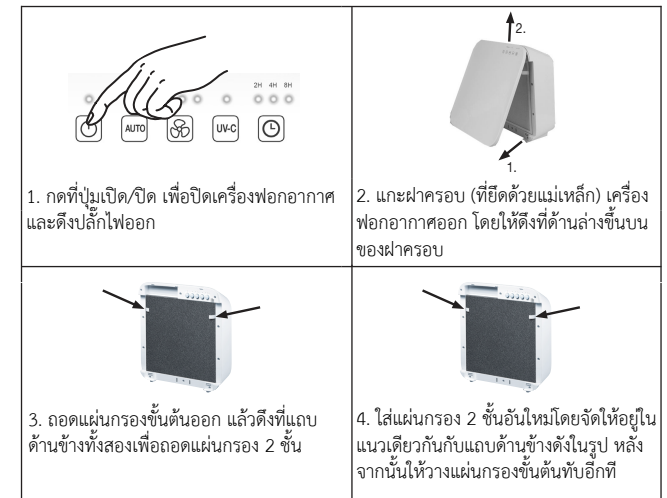 2H 4H 8H
AUTO
UV-C
1. กดที่ปุ่มเปิด/ปิด เพื่อปิดเครื่องฟอกอากาศ
และดึงปลั๊กไฟออก
2.
1.
2. แกะฝาครอบ (ที่ยึดด้วยแม่เหล็ก) เครื่อง
ฟอกอากาศออก โดยให้ดึงที่ด้านล่างขึ้นบน
ของฝาครอบ
3. ถอดแผ่นกรองขั้นต้นออก แล้วดึงที่แถบ
ด้านข้างทั้งสองเพื่อถอดแผ่นกรอง 2 ชั้น
4. ใส่แผ่นกรอง 2 ชั้นอันใหม่โดยจัดให้อยู่ใน
แนวเดียวกันกับแถบด้านข้างดังในรูป หลัง
จากนั้นให้วางแผ่นกรองขั้นต้นทับอีกที